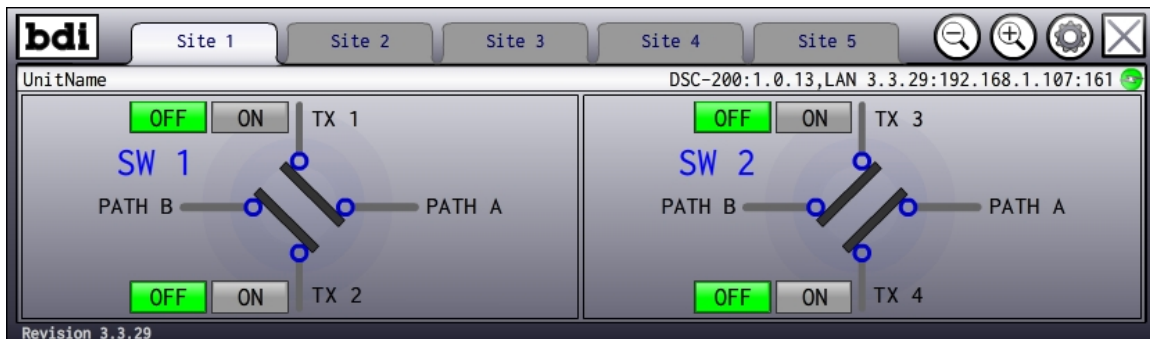 bdi Site 1 Site 2 Site 3 Site 4 Site 5
UnitName DSC-200:1.0.13,LAN 3.3.29:192.168.1.107:161
OFF ON TX 1
SW 1
PATH B PATH A
OFF ON TX 2
OFF ON TX 3
SW 2
PATH B PATH A
OFF ON TX 4
Revision 3.3.29